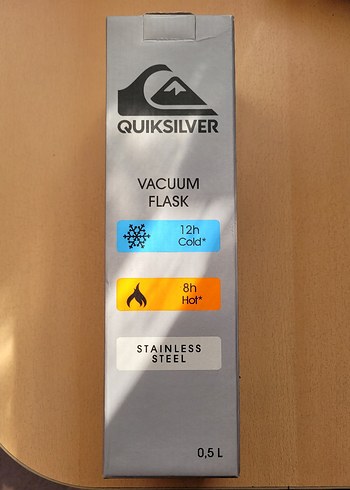 QUIKSILVER
VACUUM
FLASK
12h
Cold*
8h
Hot*
STAINLESS
STEEL
0,5 L